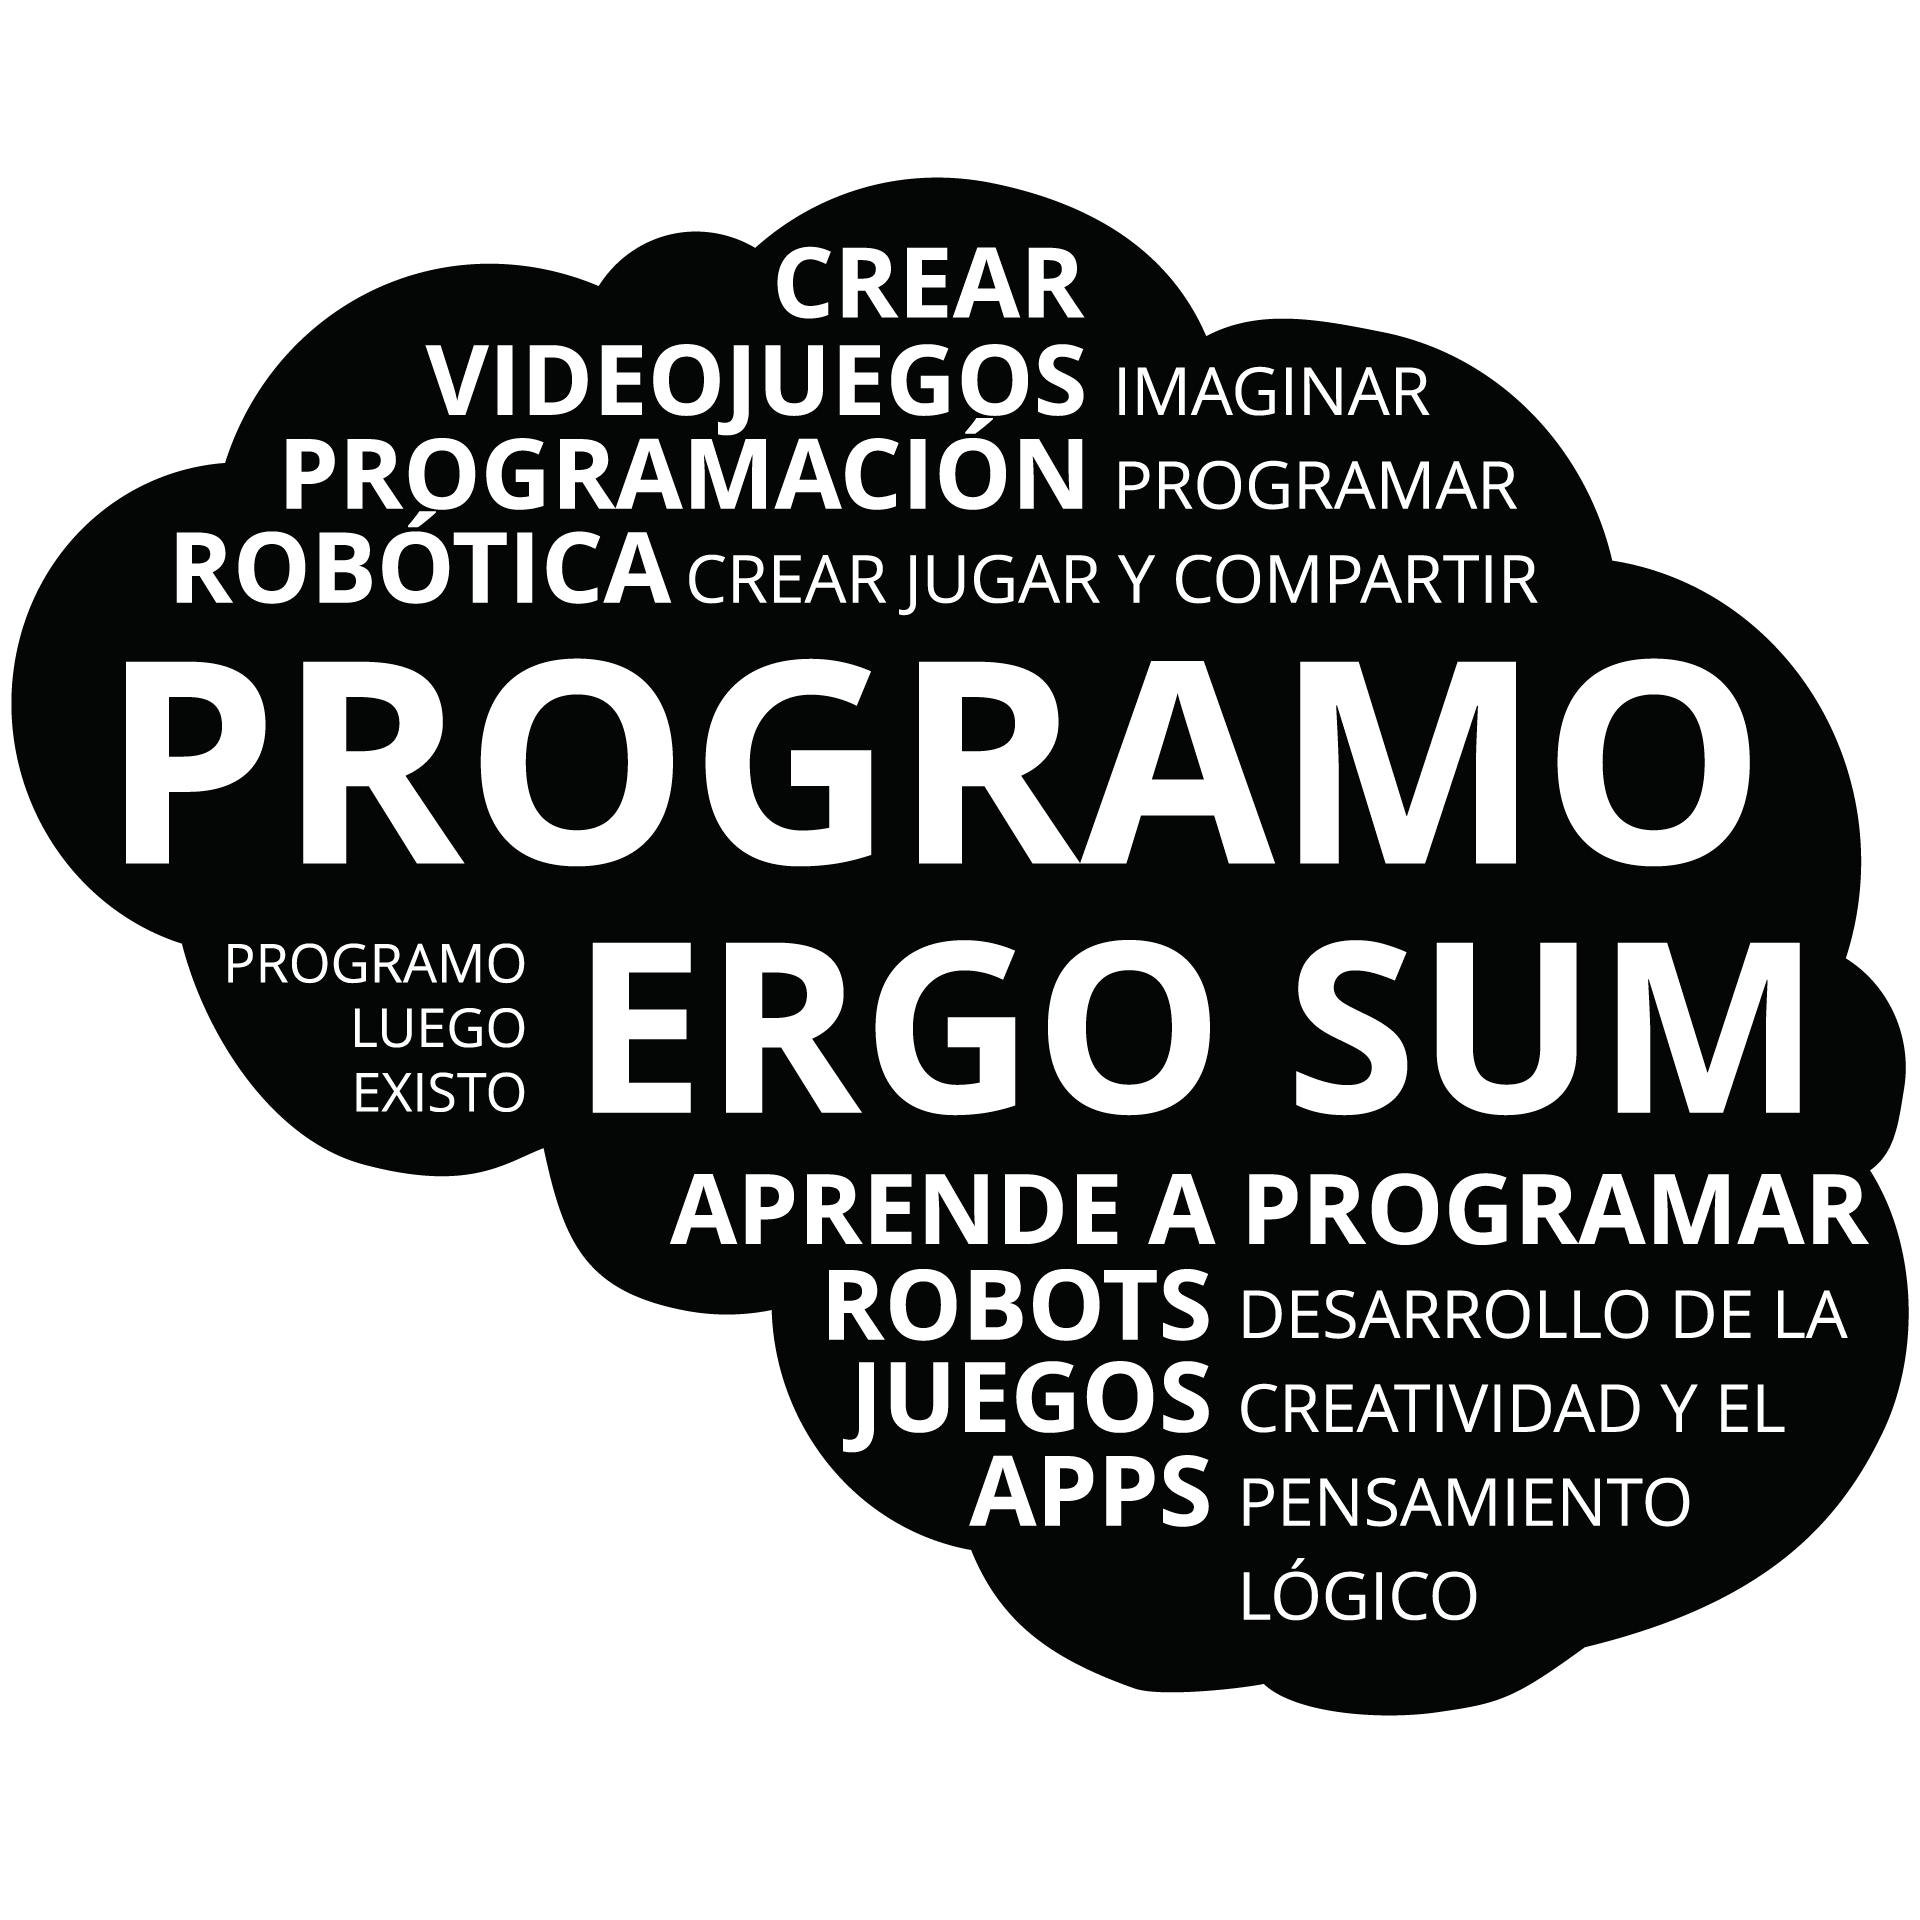 CREAR
VIDEOJUEGOS IMAGINAR
PROGRAMACIÓN PROGRAMAR
ROBÓTICA CREAR JUGAR Y COMPARTIR
PROGRAMO
ERGO SUM
PROGRAMO
LUEGO
EXISTO
APRENDE A PROGRAMAR
ROBOTS DESARROLLO DE LA
JUEGOS CREATIVIDAD Y EL
APPS PENSAMIENTO
LÓGICO